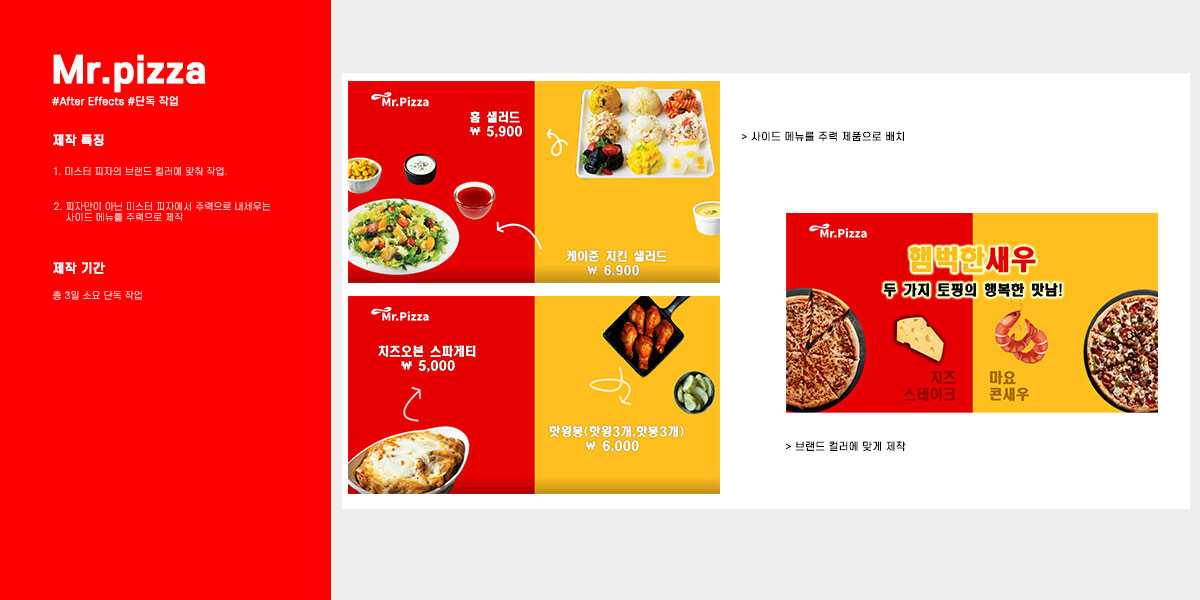 Mr.pizza
#After Effects #단독 작업
제작 특징
1. 미스터 피자의 브랜드 컬러에 맞춰 작업.
2. 피자만이 아닌 미스터 피자에서 주력으로 내세우는
사이드 메뉴를 주력으로 제작
제작 기간
총 3일 소요 단독 작업
Mr.Pizza
홈 샐러드
₩ 5,900
케이준 치킨 샐러드
₩ 6,900
Mr.Pizza
치즈오븐 스파게티
₩ 5,000
핫윙봉(핫윙3개,핫봉3개)
₩ 6,000
> 사이드 메뉴를 주력 제품으로 배치
Mr.Pizza
햄벅한새우
두 가지 토핑의 행복한 맛남!
치즈
스테이크
마요
콘새우
> 브랜드 컬러에 맞게 제작